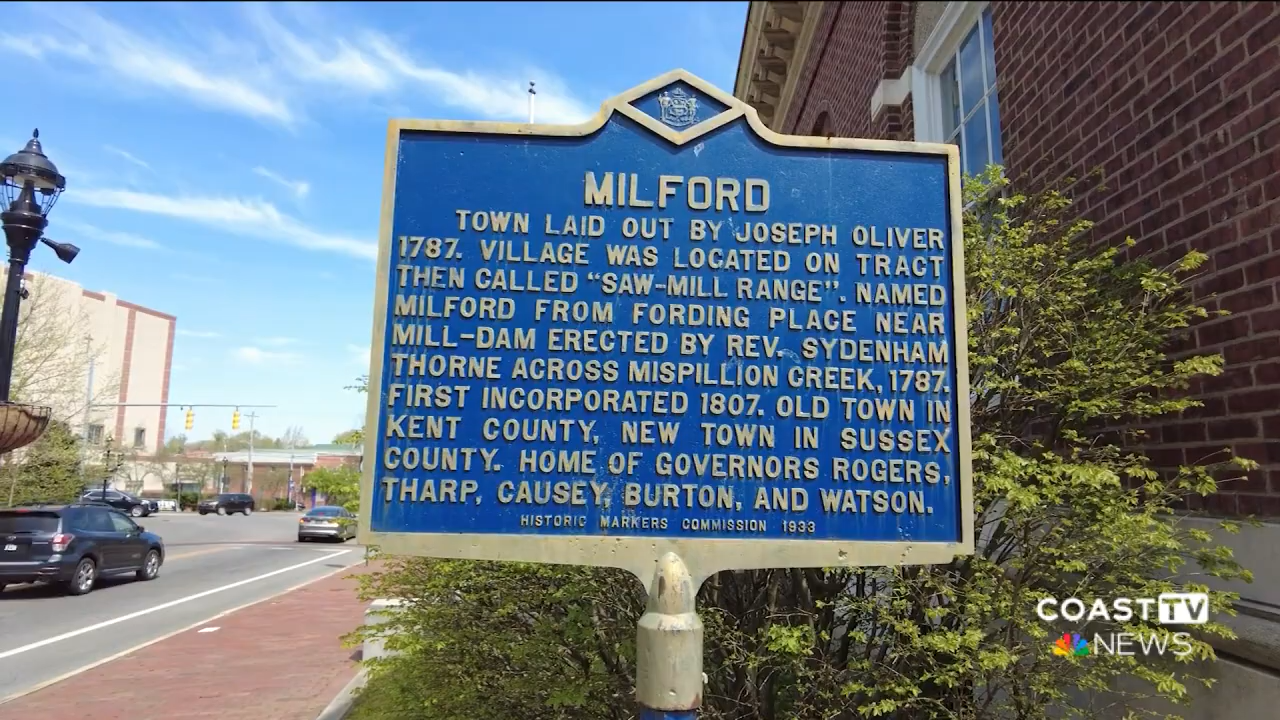 MILFORD
TOWN LAID OUT BY JOSEPH OLIVER
1787. VILLAGE WAS LOCATED ON TRACT
THEN CALLED "SAW-MILL RANGE". NAMED
MILFORD FROM FORDING PLACE NEAR
MILL-DAM ERECTED BY REV. SYDENHAM
THORNE ACROSS MISPILLION CREEK, 1787.
FIRST INCORPORATED 1807. OLD TOWN IN
KENT COUNTY, NEW TOWN IN SUSSEX
COUNTY. HOME OF GOVERNORS ROGERS,
THARP, CAUSEY, BURTON, AND WATSON.
HISTORIC MARKERS COMMISSION 1933
COAST TV
NEWS